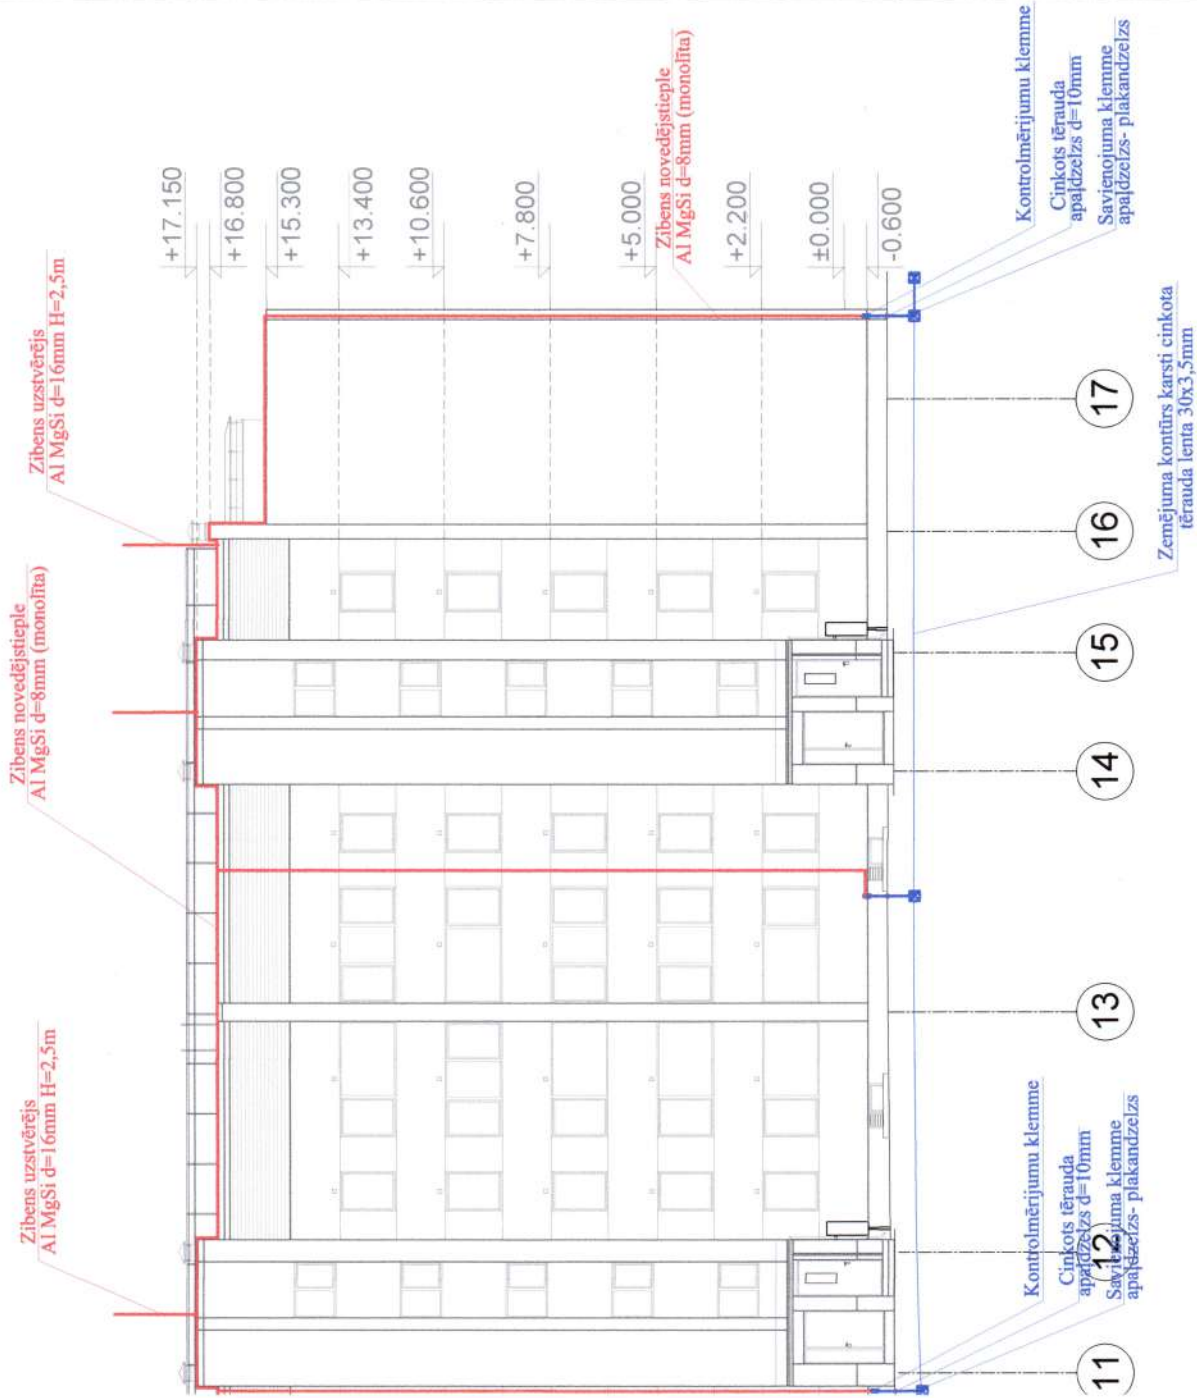 Zibens uzstvērējs
Al MgSi d=16mm H=2,5m
Zibens novedējstieple
Al MgSi d=8mm (monolīta)
Zibens uzstvērējs
Al MgSi d=16mm H=2,5m
+17.150
+16.800
+15.300
+13.400
+10.600
+7.800
+5.000
+2.200
±0.000
-0.600
Zibens novedējstieple
Al MgSi d=8mm (monolīta)
Kontrolmērījumu klemme
Cinkots tērauda
apaļdzelzs d=10mm
Savienojuma klemme
apaļdzelzs- plakandzelzs
Kontrolmērījumu klemme
Cinkots tērauda
apaļdzelzs d=10mm
Savienojuma klemme
apaļdzelzs- plakandzelzs
11
12
13
14
15
16
17
Zemējuma kontūrs karsti cinkota
tērauda lenta 30x3,5mm